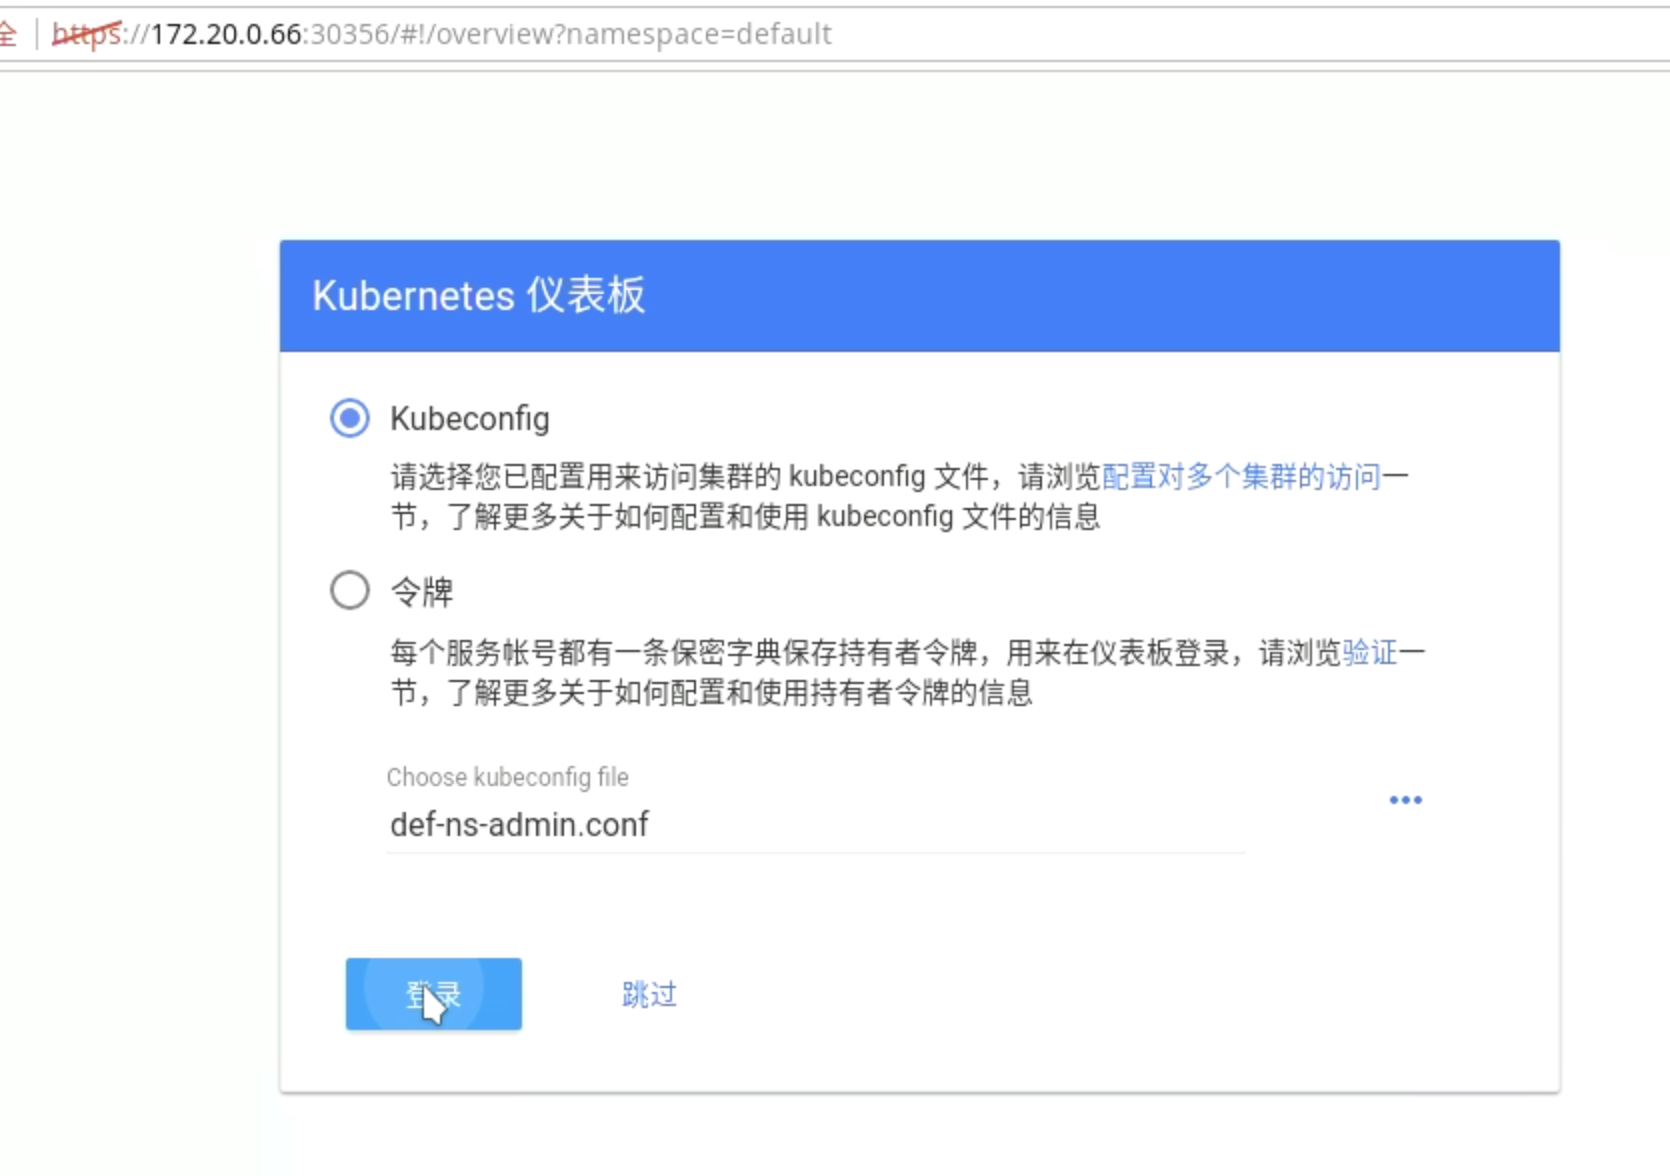 全 | https://172.20.0.66:30356/#!/overview?namespace=default
Kubernetes 仪表板
Kubeconfig
请选择您已配置用来访问集群的 kubeconfig 文件，请浏览配置对多个集群的访问一
节，了解更多关于如何配置和使用 kubeconfig 文件的信息
令牌
每个服务帐号都有一条保密字典保存持有者令牌，用来在仪表板登录，请浏览验证一
节，了解更多关于如何配置和使用持有者令牌的信息
Choose kubeconfig file
def-ns-admin.conf
登录
跳过